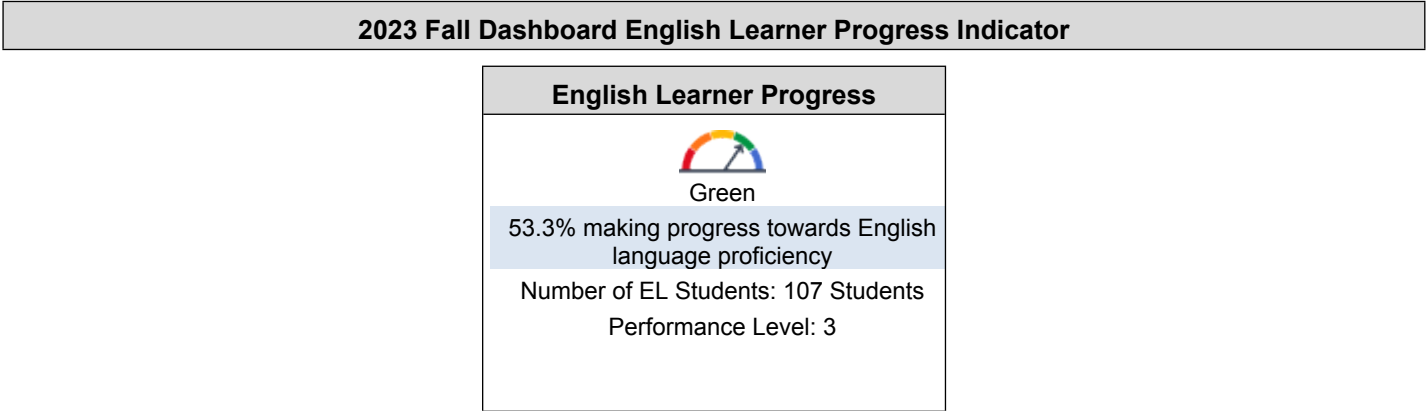 2023 Fall Dashboard English Learner Progress Indicator
English Learner Progress
Green
53.3% making progress towards English
language proficiency
Number of EL Students: 107 Students
Performance Level: 3